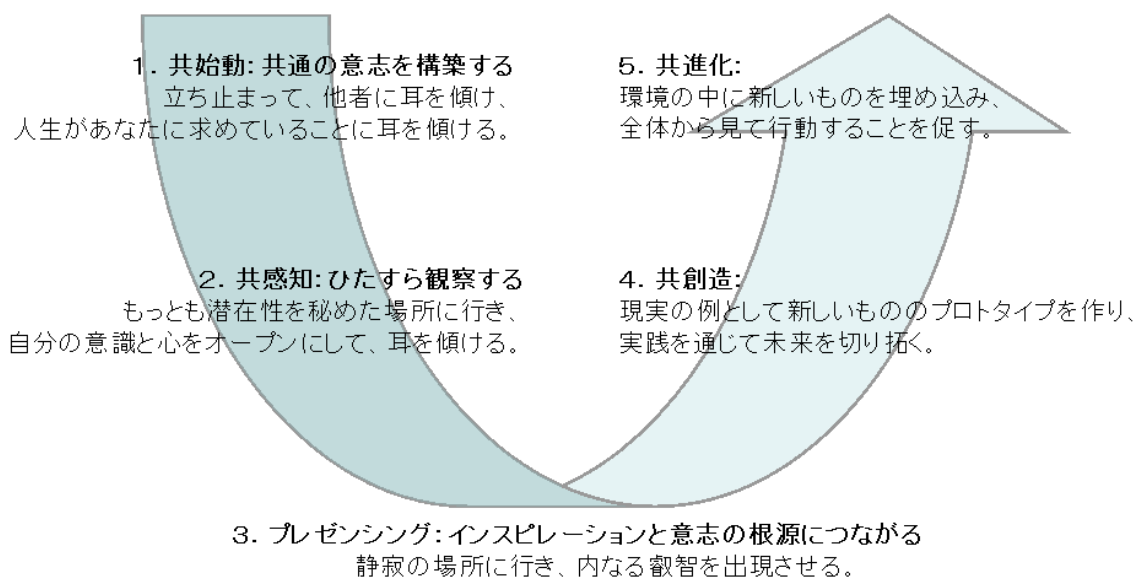 1. 共始動: 共通の意志を構築する
立ち止まって、他者に耳を傾け、
人生があなたに求めていることに耳を傾ける。
2. 共感知: ひたすら観察する
もっとも潜在性を秘めた場所に行き、
自分の意識と心をオープンにして、耳を傾ける。
3. プレゼンシング: インスピレーションと意志の根源につながる
静寂の場所に行き、内なる叡智を出現させる。
4. 共創造:
現実の例として新しいもののプロトタイプを作り、
実践を通じて未来を切り拓く。
5. 共進化:
環境の中に新しいものを埋め込み、
全体から見て行動することを促す。